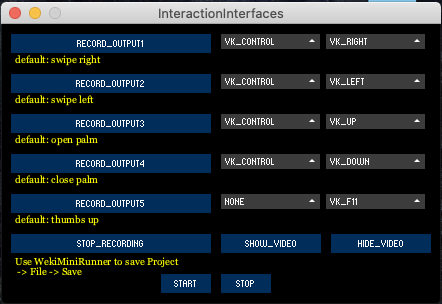 InteractionInterfaces
RECORD_OUTPUT1 VK_CONTROL VK_RIGHT
default: swipe right
RECORD_OUTPUT2 VK_CONTROL VK_LEFT
default: swipe left
RECORD_OUTPUT3 VK_CONTROL VK_UP
default: open palm
RECORD_OUTPUT4 VK_CONTROL VK_DOWN
default: close palm
RECORD_OUTPUT5 NONE VK_F11
default: thumbs up
STOP_RECORDING SHOW_VIDEO HIDE_VIDEO
Use WekiMiniRunner to save Project
-> File -> Save
START STOP